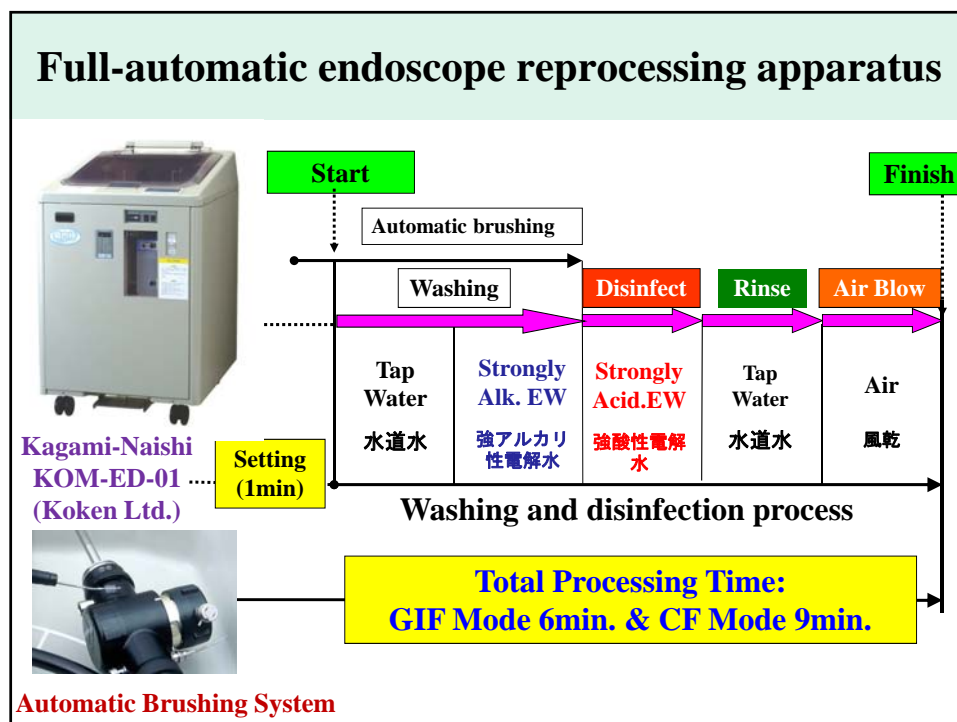 Full-automatic endoscope reprocessing apparatus
Start
Finish
Automatic brushing
Washing
Disinfect
Rinse
Air Blow
Tap
Water
水道水
Strongly
Alk. EW
強アルカリ
性電解水
Strongly
Acid.EW
強酸性電解
水
Tap
Water
水道水
Air
風乾
Kagami-Naishi
KOM-ED-01
(Koken Ltd.)
Setting
(1min)
Washing and disinfection process
Total Processing Time:
GIF Mode 6min. & CF Mode 9min.
Automatic Brushing System